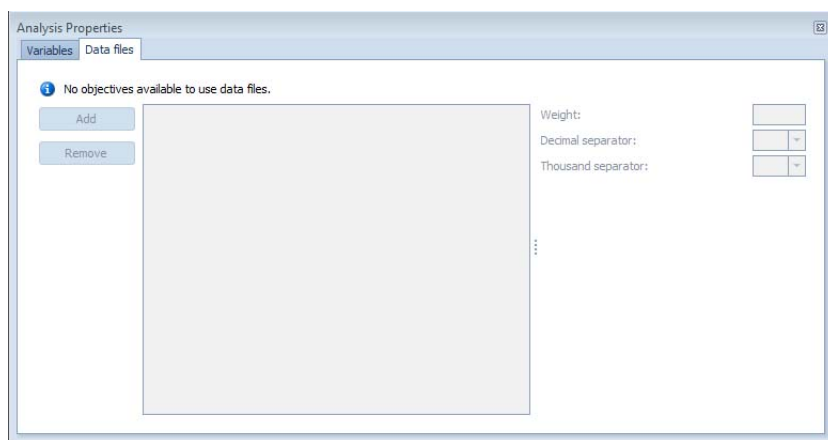 Analysis Properties
Variables Data files
No objectives available to use data files.
Add
Remove
Weight:
Decimal separator:
Thousand separator: